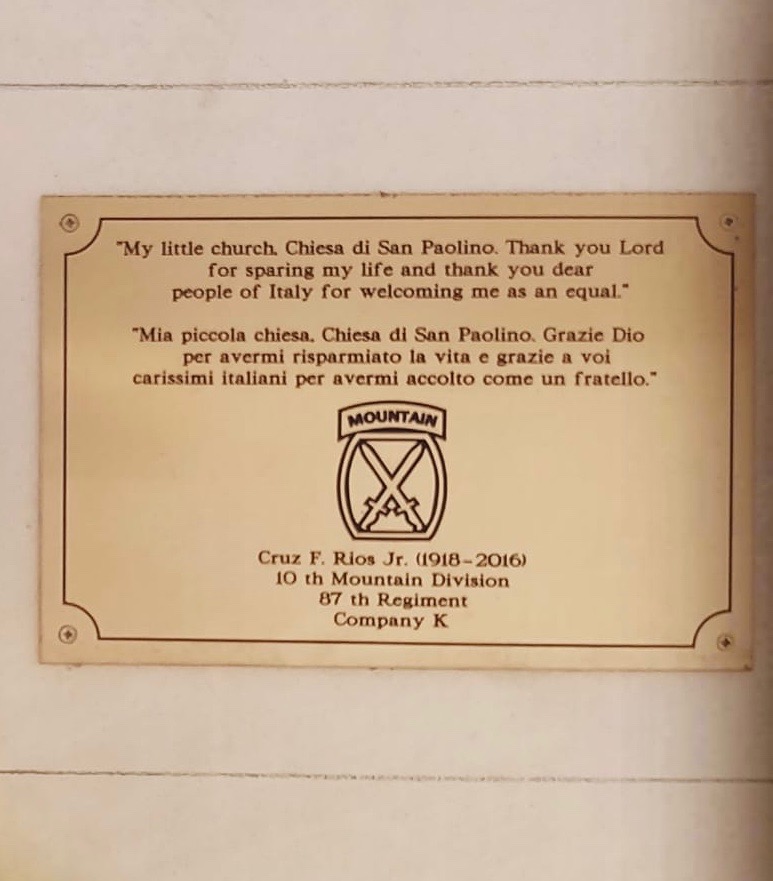 "My little church. Chiesa di San Paolino. Thank you Lord
for sparing my life and thank you dear
people of Italy for welcoming me as an equal."
"Mia piccola chiesa. Chiesa di San Paolino. Grazie Dio
per avermi risparmiato la vita e grazie a voi
carissimi italiani per avermi accolto come un fratello."
MOUNTAIN
Cruz F. Rios Jr. (1918-2016)
10 th Mountain Division
87 th Regiment
Company K